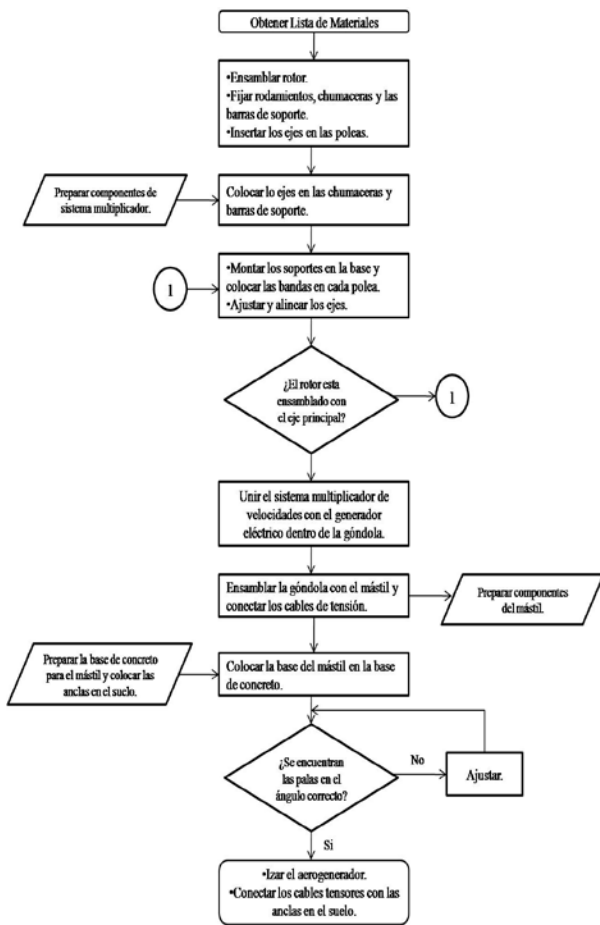 Obtener Lista de Materiales
•Ensamblar rotor.
•Fijar rodamientos, chumaceras y las
barras de soporte.
•Insertar los ejes en las poleas.
Preparar componentes de
sistema multiplicador.
Colocar lo ejes en las chumaceras y
barras de soporte.
1
•Montar los soportes en la base y
colocar las bandas en cada polea.
•Ajustar y alinear los ejes.
¿El rotor esta
ensamblado con
el eje principal?
1
Unir el sistema multiplicador de
velocidades con el generador
eléctrico dentro de la góndola.
Ensamblar la góndola con el mástil y
conectar los cables de tensión.
Preparar componentes
del mástil.
Preparar la base de concreto
para el mástil y colocar las
anclas en el suelo.
Colocar la base del mástil en la base
de concreto.
¿Se encuentran
las palas en el
ángulo correcto?
No
Ajustar.
Si
•Izar el aerogenerador.
•Conectar los cables tensores con las
anclas en el suelo.